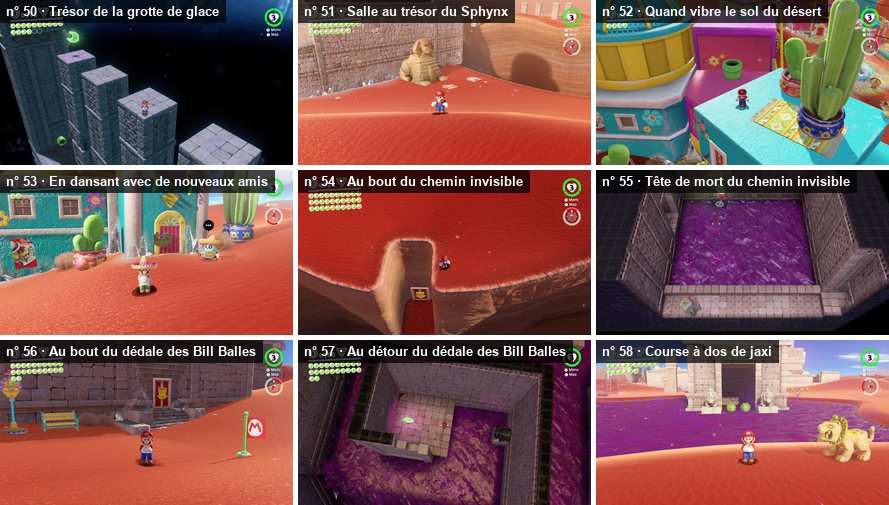 n° 50 · Trésor de la grotte de glace
n° 51 · Salle au trésor du Sphynx
n° 52 · Quand vibre le sol du désert
n° 53 · En dansant avec de nouveaux amis
n° 54 · Au bout du chemin invisible
n° 55 · Tête de mort du chemin invisible
n° 56 · Au bout du dédale des Bill Balles
n° 57 · Au détour du dédale des Bill Balles
n° 58 · Course à dos de jaxi